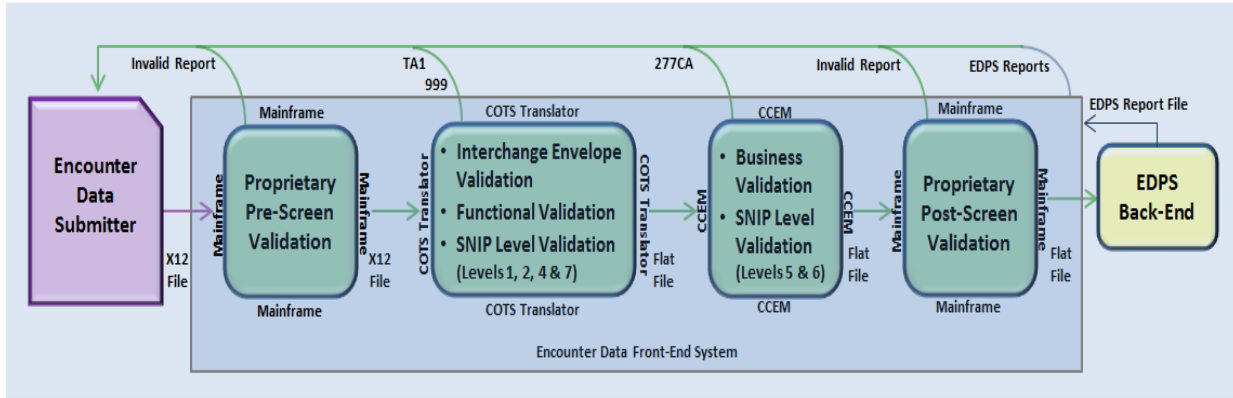 Invalid Report
TA1
999
277CA
Invalid Report
EDPS Reports
EDPS Report File
Encounter
Data
Submitter
X12
File
Mainframe
Mainframe
Proprietary
Pre-Screen
Validation
Mainframe
Mainframe
X12
File
COTS Translator
COTS Translator
• Interchange Envelope
Validation
• Functional Validation
• SNIP Level Validation
(Levels 1, 2, 4 & 7)
COTS Translator
COTS Translator
Flat
File
CCEM
CCEM
• Business
Validation
• SNIP Level
Validation
(Levels 5 & 6)
CCEM
CCEM
Flat
File
Mainframe
Mainframe
Proprietary
Post-Screen
Validation
Mainframe
Mainframe
Flat
File
EDPS
Back-End
Encounter Data Front-End System